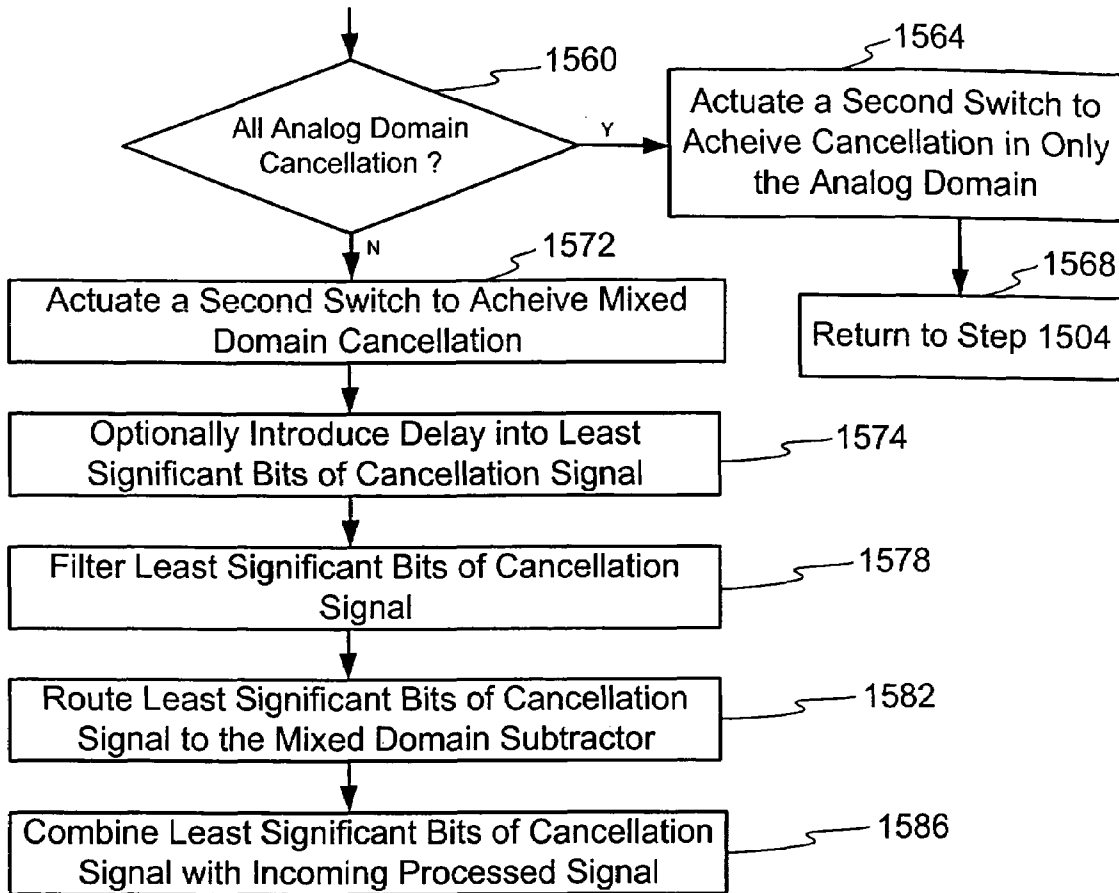 1560
All Analog Domain
Cancellation ?
Y
1564
Actuate a Second Switch to
Acheive Cancellation in Only
the Analog Domain
N
1572
Actuate a Second Switch to Acheive Mixed
Domain Cancellation
1568
Return to Step 1504
Optionally Introduce Delay into Least
Significant Bits of Cancellation Signal
1574
Filter Least Significant Bits of Cancellation
Signal
1578
Route Least Significant Bits of Cancellation
Signal to the Mixed Domain Subtractor
1582
Combine Least Significant Bits of Cancellation
Signal with Incoming Processed Signal
1586